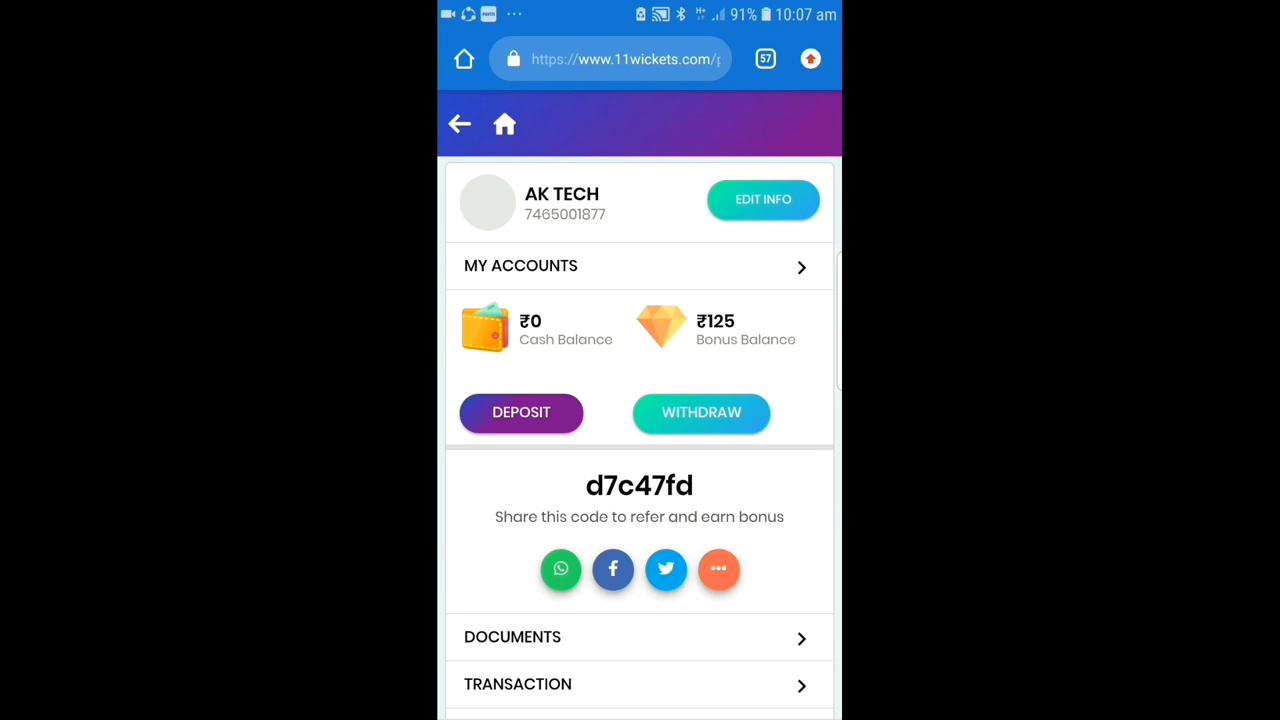 91% 10:07 am
https://www.11wickets.com/p
57
AK TECH
7465001877
EDIT INFO
MY ACCOUNTS
₹0
Cash Balance
₹125
Bonus Balance
DEPOSIT
WITHDRAW
d7c47fd
Share this code to refer and earn bonus
DOCUMENTS
TRANSACTION